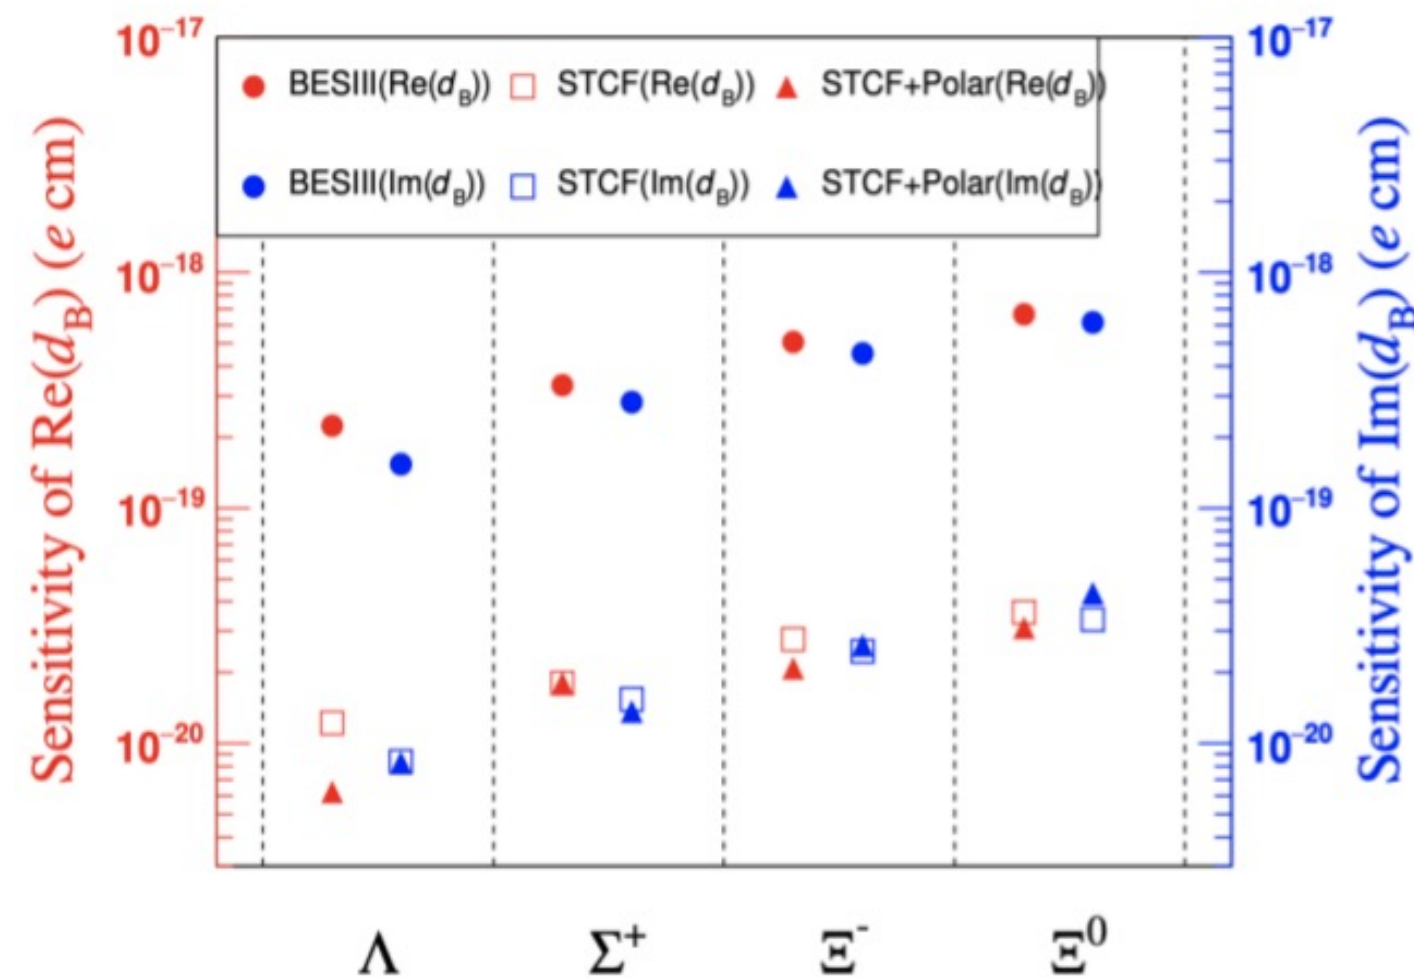 Sensitivity of Re(d_B) (e cm)
10^−17
10^−18
10^−19
10^−20
BESIII(Re(d_B)) STCF(Re(d_B)) STCF+Polar(Re(d_B))
BESIII(Im(d_B)) STCF(Im(d_B)) STCF+Polar(Im(d_B))
Λ Σ^+ Ξ^- Ξ^0
10^−17
10^−18
10^−19
10^−20
Sensitivity of Im(d_B) (e cm)